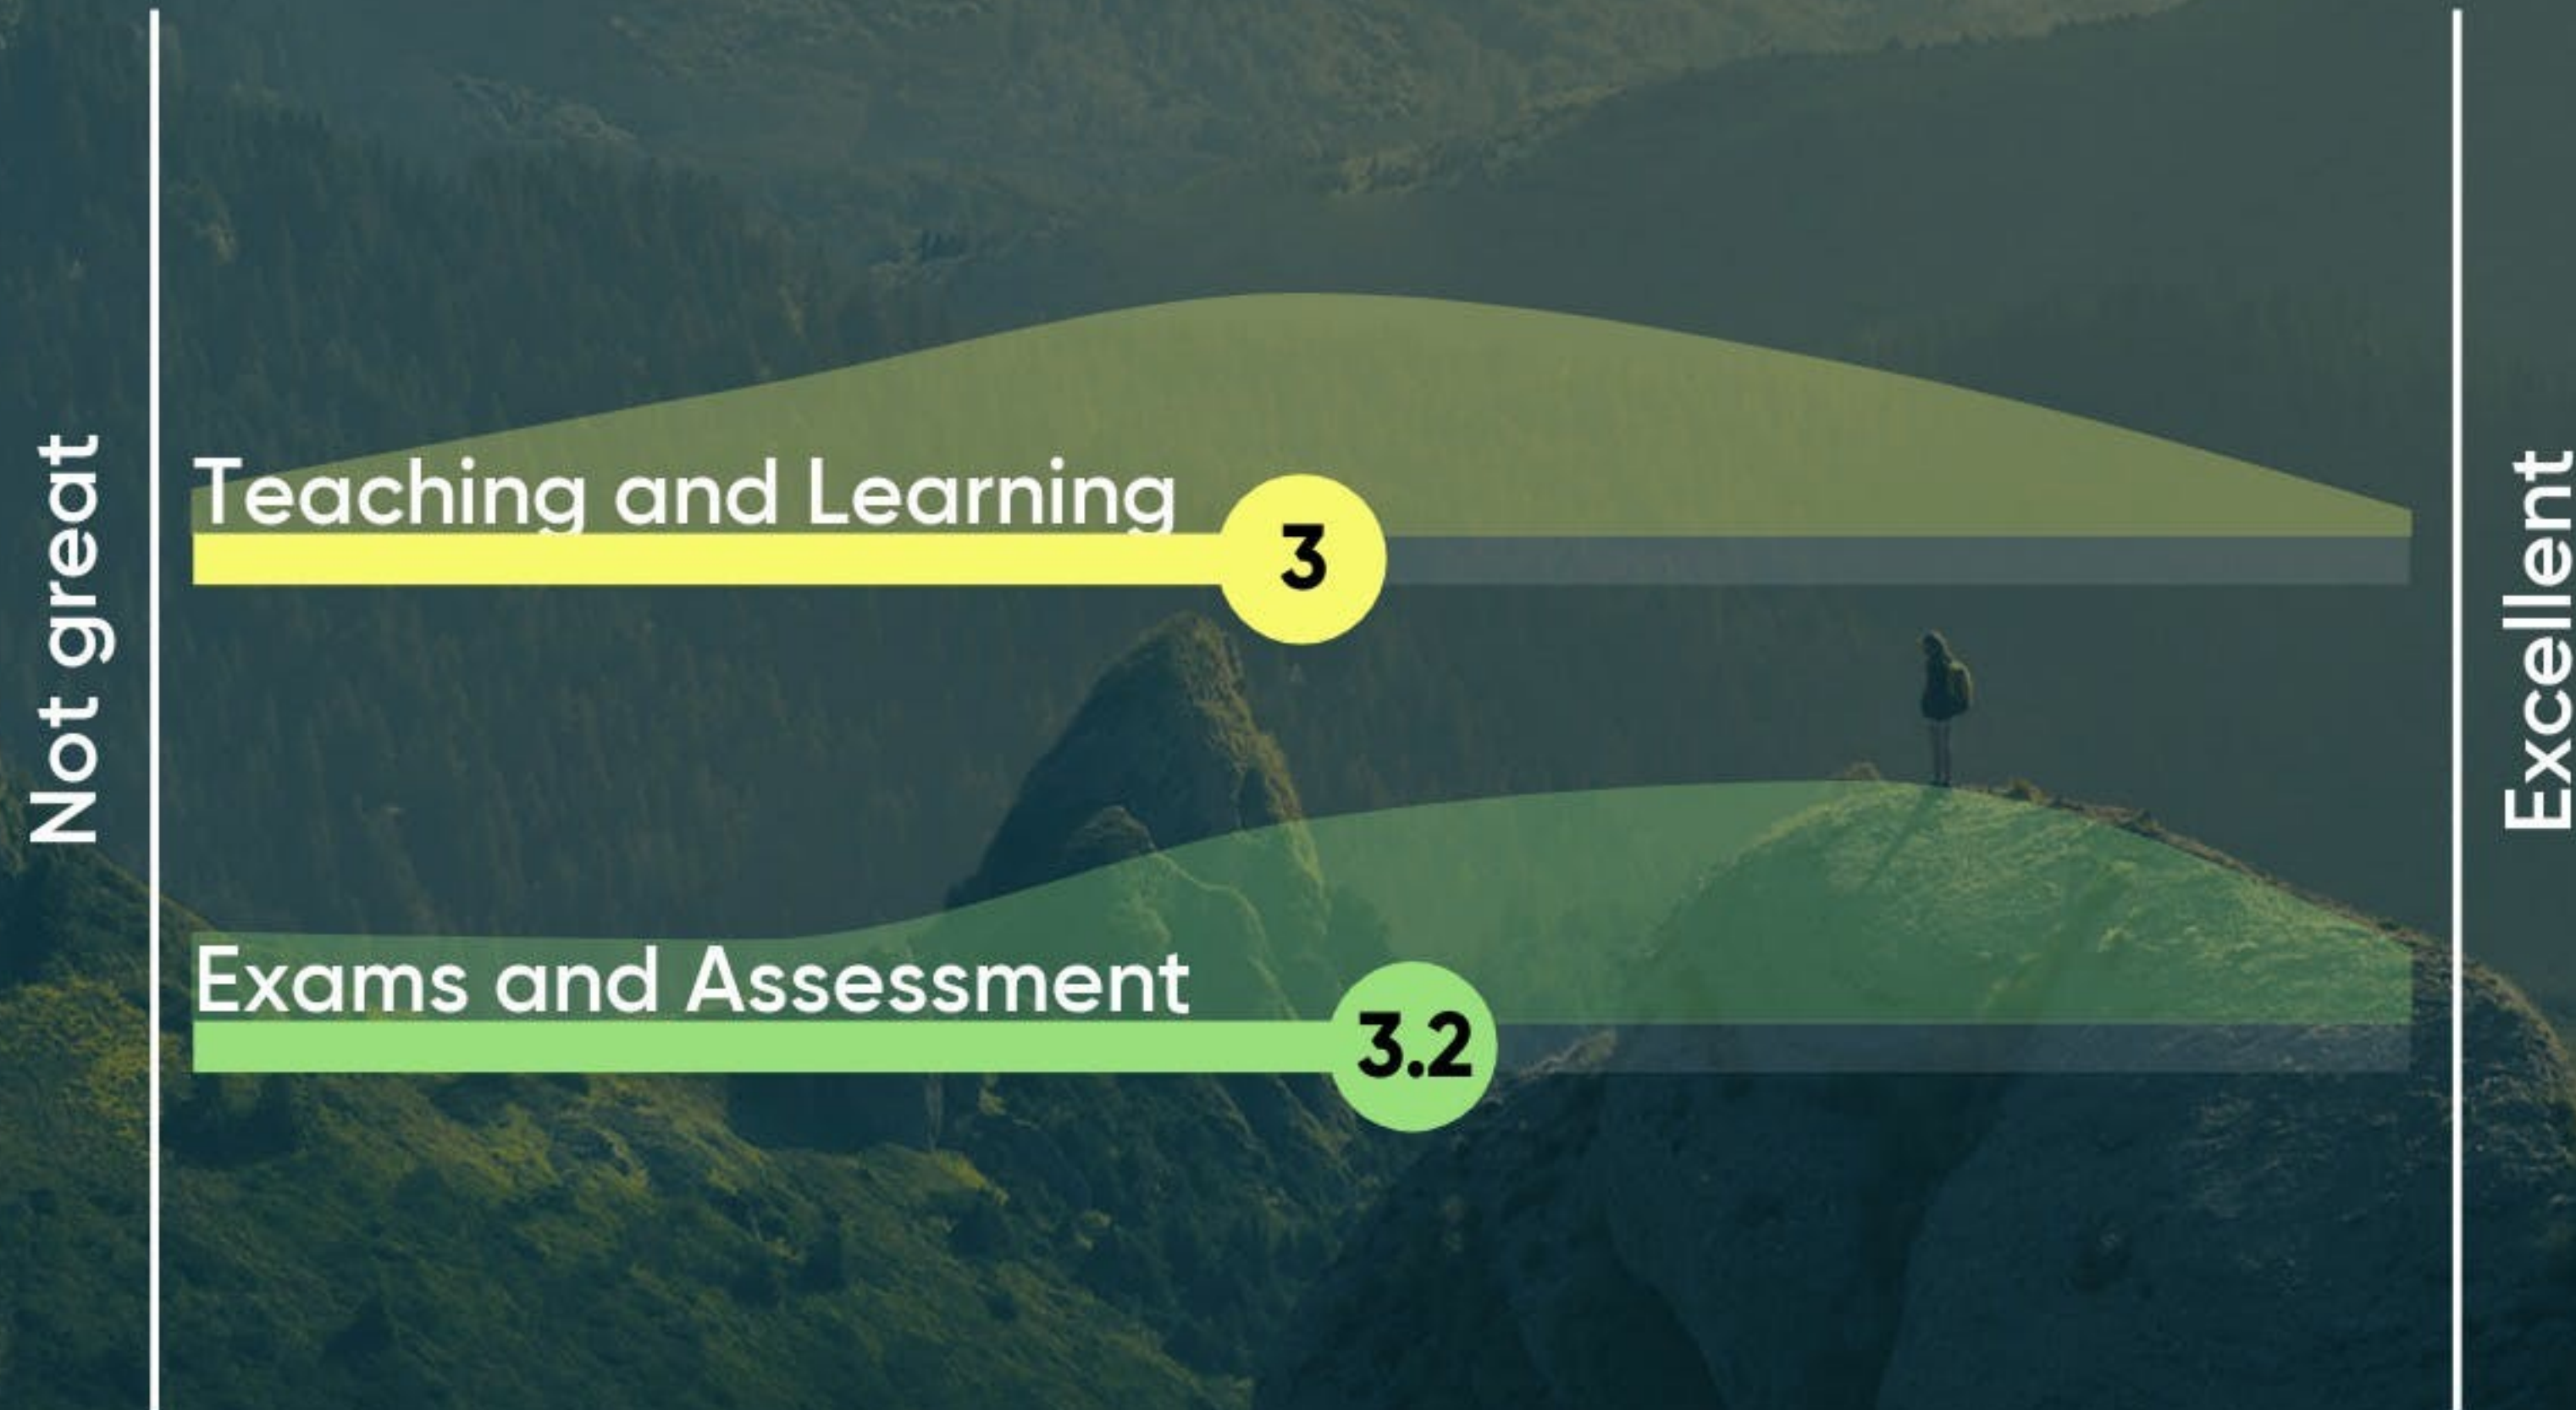 Not great
Teaching and Learning
3
Exams and Assessment
3.2
Excellent